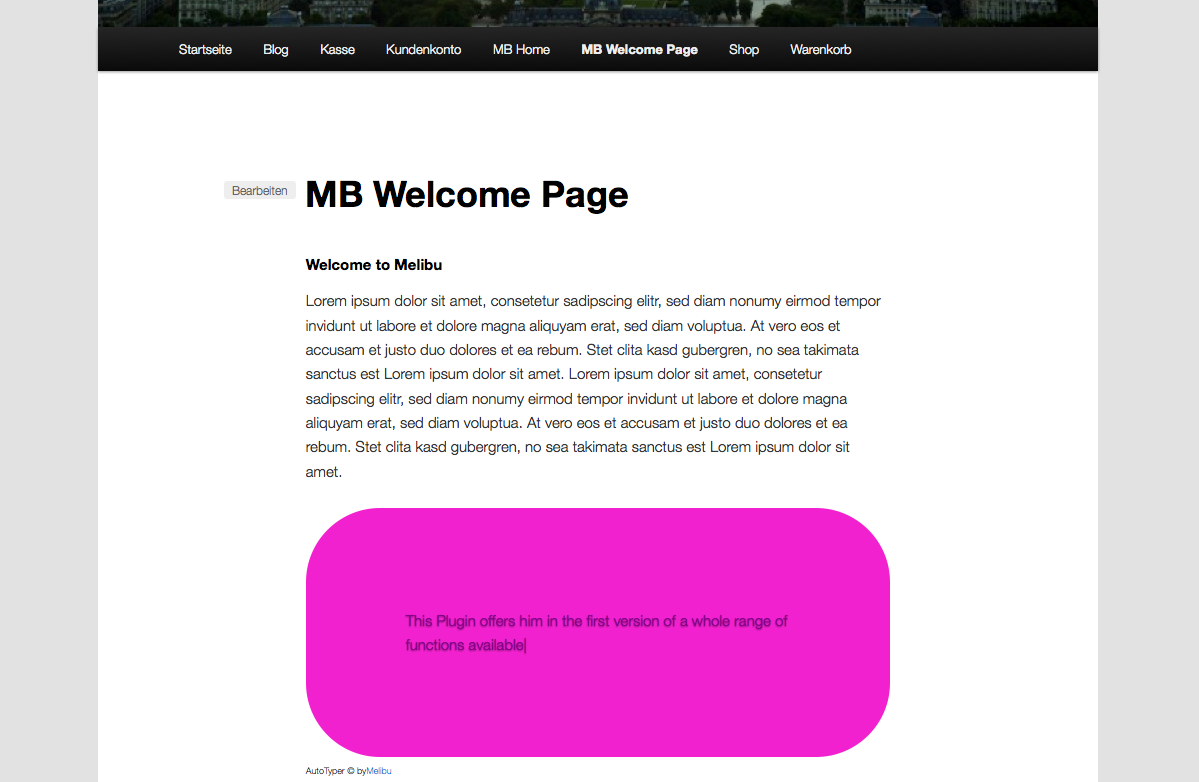 Startseite Blog Kasse Kundenkonto MB Home MB Welcome Page Shop Warenkorb
Bearbeiten
MB Welcome Page
Welcome to Melibu
Lorem ipsum dolor sit amet, consetetur sadipscing elitr, sed diam nonumy eirmod tempor
invidunt ut labore et dolore magna aliquyam erat, sed diam voluptua. At vero eos et
accusam et justo duo dolores et ea rebum. Stet clita kasd gubergren, no sea takimata
sanctus est Lorem ipsum dolor sit amet. Lorem ipsum dolor sit amet, consetetur
sadipscing elitr, sed diam nonumy eirmod tempor invidunt ut labore et dolore magna
aliquyam erat, sed diam voluptua. At vero eos et accusam et justo duo dolores et ea
rebum. Stet clita kasd gubergren, no sea takimata sanctus est Lorem ipsum dolor sit
amet.
This Plugin offers him in the first version of a whole range of
functions available|
AutoTyper © byMelibu